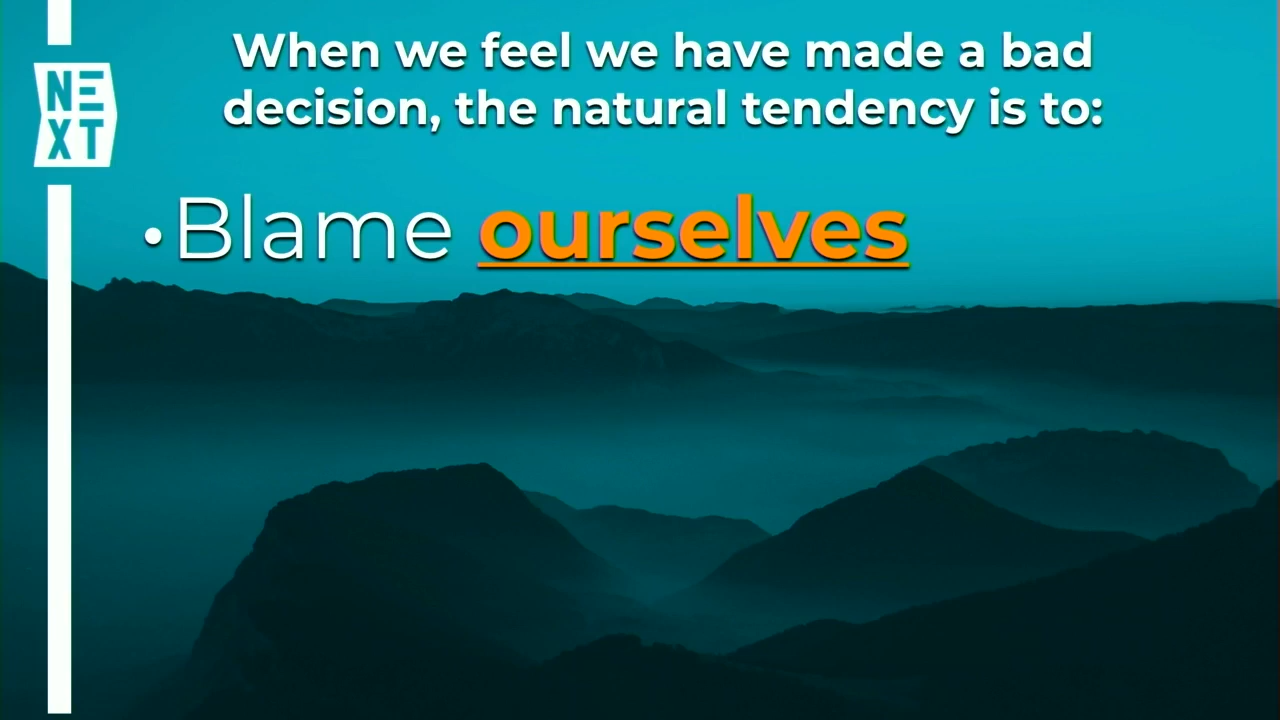 NE
XT
When we feel we have made a bad
decision, the natural tendency is to:
•Blame ourselves